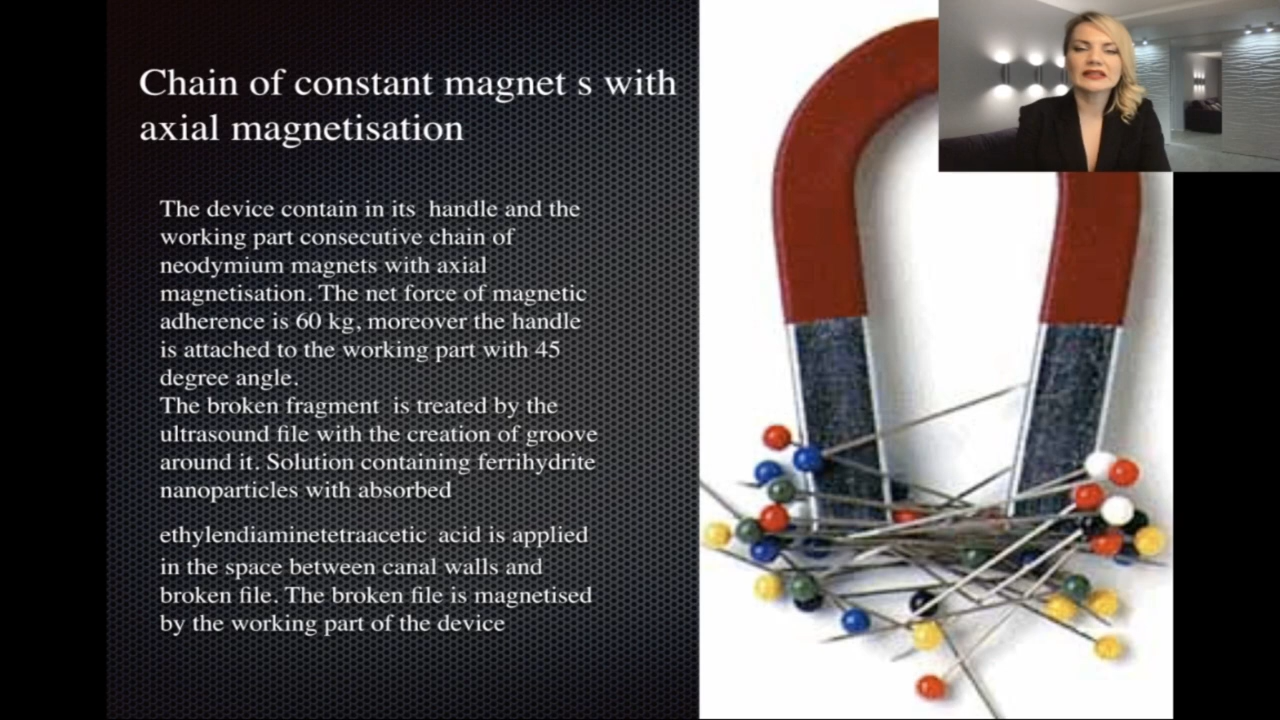 Chain of constant magnet s with
axial magnetisation
The device contain in its handle and the
working part consecutive chain of
neodymium magnets with axial
magnetisation. The net force of magnetic
adherence is 60 kg, moreover the handle
is attached to the working part with 45
degree angle.
The broken fragment is treated by the
ultrasound file with the creation of groove
around it. Solution containing ferrihydrite
nanoparticles with absorbed
ethylendiaminetetraacetic acid is applied
in the space between canal walls and
broken file. The broken file is magnetised
by the working part of the device